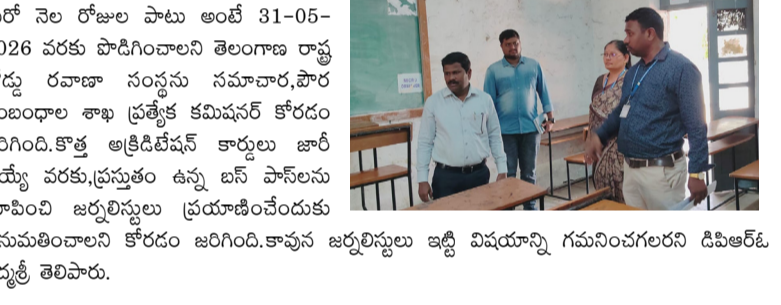 రో నెల రోజుల పాటు అంటే 31-05-
026 వరకు పొడిగించాలని తెలంగాణ రాష్ట్ర
డ్డు రవాణా సంస్థను సమాచార,పౌర
ంబంధాల శాఖ ప్రత్యేక కమిషనర్ కోరడం
రిగింది.కొత్త అక్రిడిటేషన్ కార్డులు జారీ
య్యే వరకు,ప్రస్తుతం ఉన్న బస్ పాస్‌లను
ూపించి జర్నలిస్టులు ప్రయాణించేందుకు
నుమతించాలని కోరడం జరిగింది.కావున జర్నలిస్టులు ఇట్టి విషయాన్ని గమనించగలరని డిపిఆర్ఓ
ద్మశ్రీ తెలిపారు.